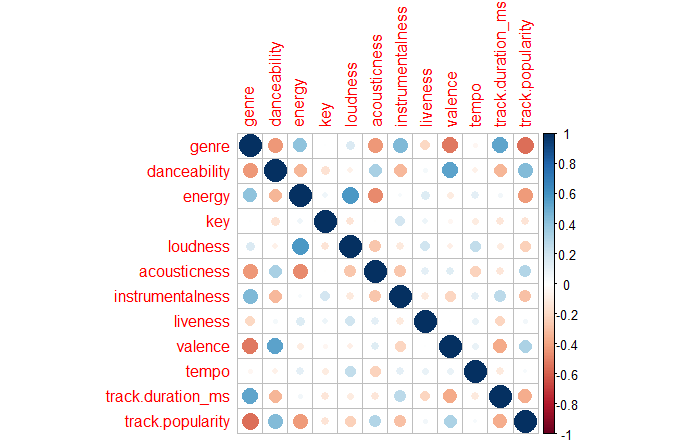 genre
danceability
energy
key
loudness
acousticness
instrumentalness
liveness
valence
tempo
track.duration_ms
track.popularity
genre
danceability
energy
key
loudness
acousticness
instrumentalness
liveness
valence
tempo
track.duration_ms
track.popularity
1
0.8
0.6
0.4
0.2
0
-0.2
-0.4
-0.6
-0.8
-1